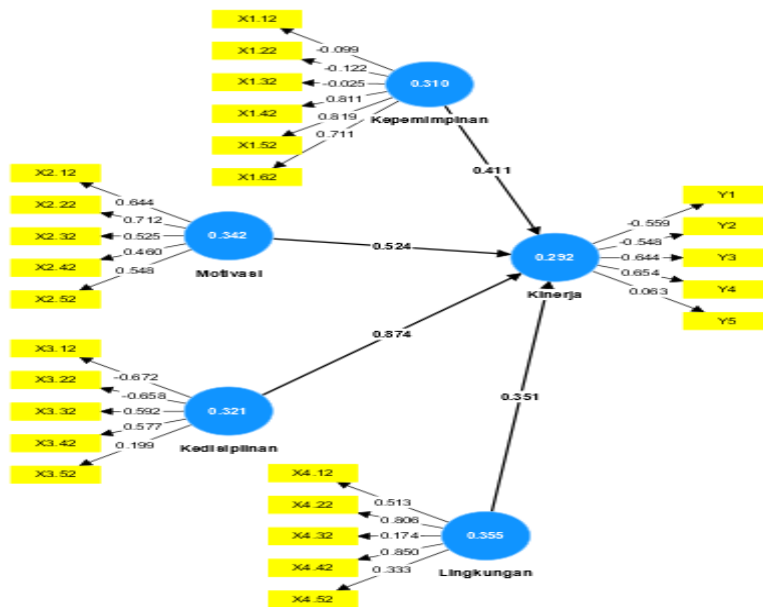 X1.12
X1.22
X1.32
X1.42
X1.52
X1.62
-0.099
-0.122
-0.025
0.811
0.819
0.711
0.310
Kepemimpinan
0.411
X2.12
X2.22
X2.32
X2.42
X2.52
0.644
0.712
0.525
0.460
0.548
0.342
Motivasi
0.524
X3.12
X3.22
X3.32
X3.42
X3.52
-0.672
-0.658
0.592
0.577
0.199
0.321
Kedisiplinan
0.874
X4.12
X4.22
X4.32
X4.42
X4.52
0.513
0.806
0.174
0.850
0.333
0.355
Lingkungan
0.351
0.292
Kinerja
-0.559
-0.548
0.644
0.654
0.063
Y1
Y2
Y3
Y4
Y5